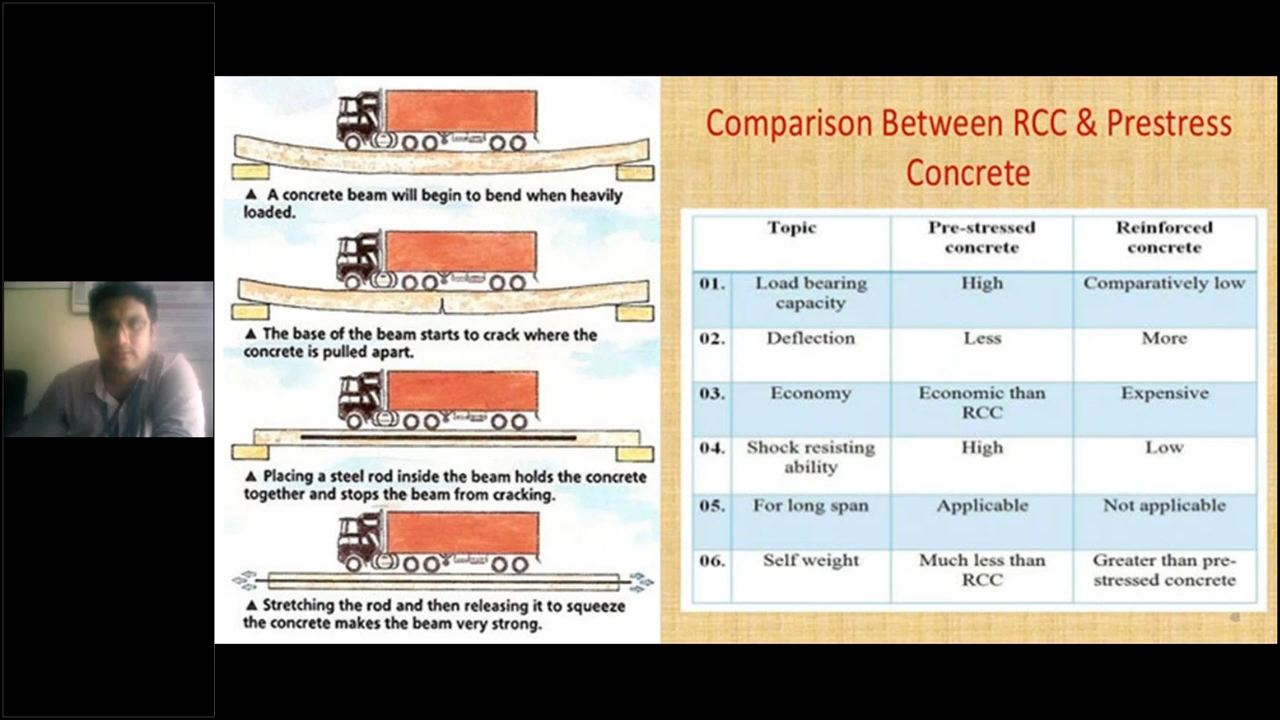 ▲ A concrete beam will begin to bend when heavily
loaded.
▲ The base of the beam starts to crack where the
concrete is pulled apart.
▲ Placing a steel rod inside the beam holds the concrete
together and stops the beam from cracking.
▲ Stretching the rod and then releasing it to squeeze
the concrete makes the beam very strong.
Comparison Between RCC & Prestress
Concrete
Topic Pre-stressed concrete Reinforced concrete
01. Load bearing capacity High Comparatively low
02. Deflection Less More
03. Economy Economic than RCC Expensive
04. Shock resisting ability High Low
05. For long span Applicable Not applicable
06. Self weight Much less than RCC Greater than pre-stressed concrete